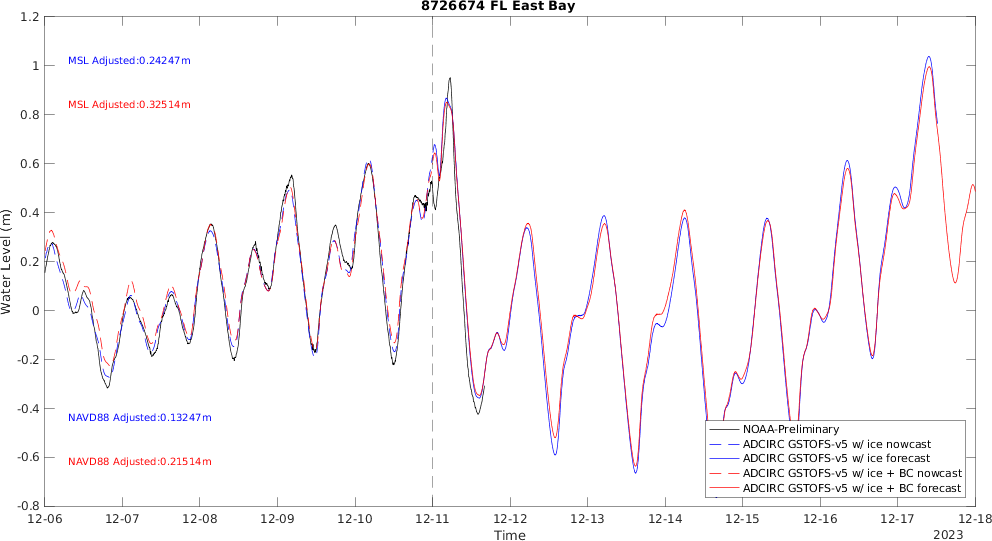 8726674 FL East Bay
1.2
1
0.8
0.6
0.4
0.2
0
-0.2
-0.4
-0.6
-0.8
Water Level (m)
MSL Adjusted:0.24247m
MSL Adjusted:0.32514m
NAVD88 Adjusted:0.13247m
NAVD88 Adjusted:0.21514m
NOAA-Preliminary
ADCIRC GSTOFS-v5 w/ ice nowcast
ADCIRC GSTOFS-v5 w/ ice forecast
ADCIRC GSTOFS-v5 w/ ice + BC nowcast
ADCIRC GSTOFS-v5 w/ ice + BC forecast
12-06 12-07 12-08 12-09 12-10 12-11 12-12 12-13 12-14 12-15 12-16 12-17 12-18
Time
2023